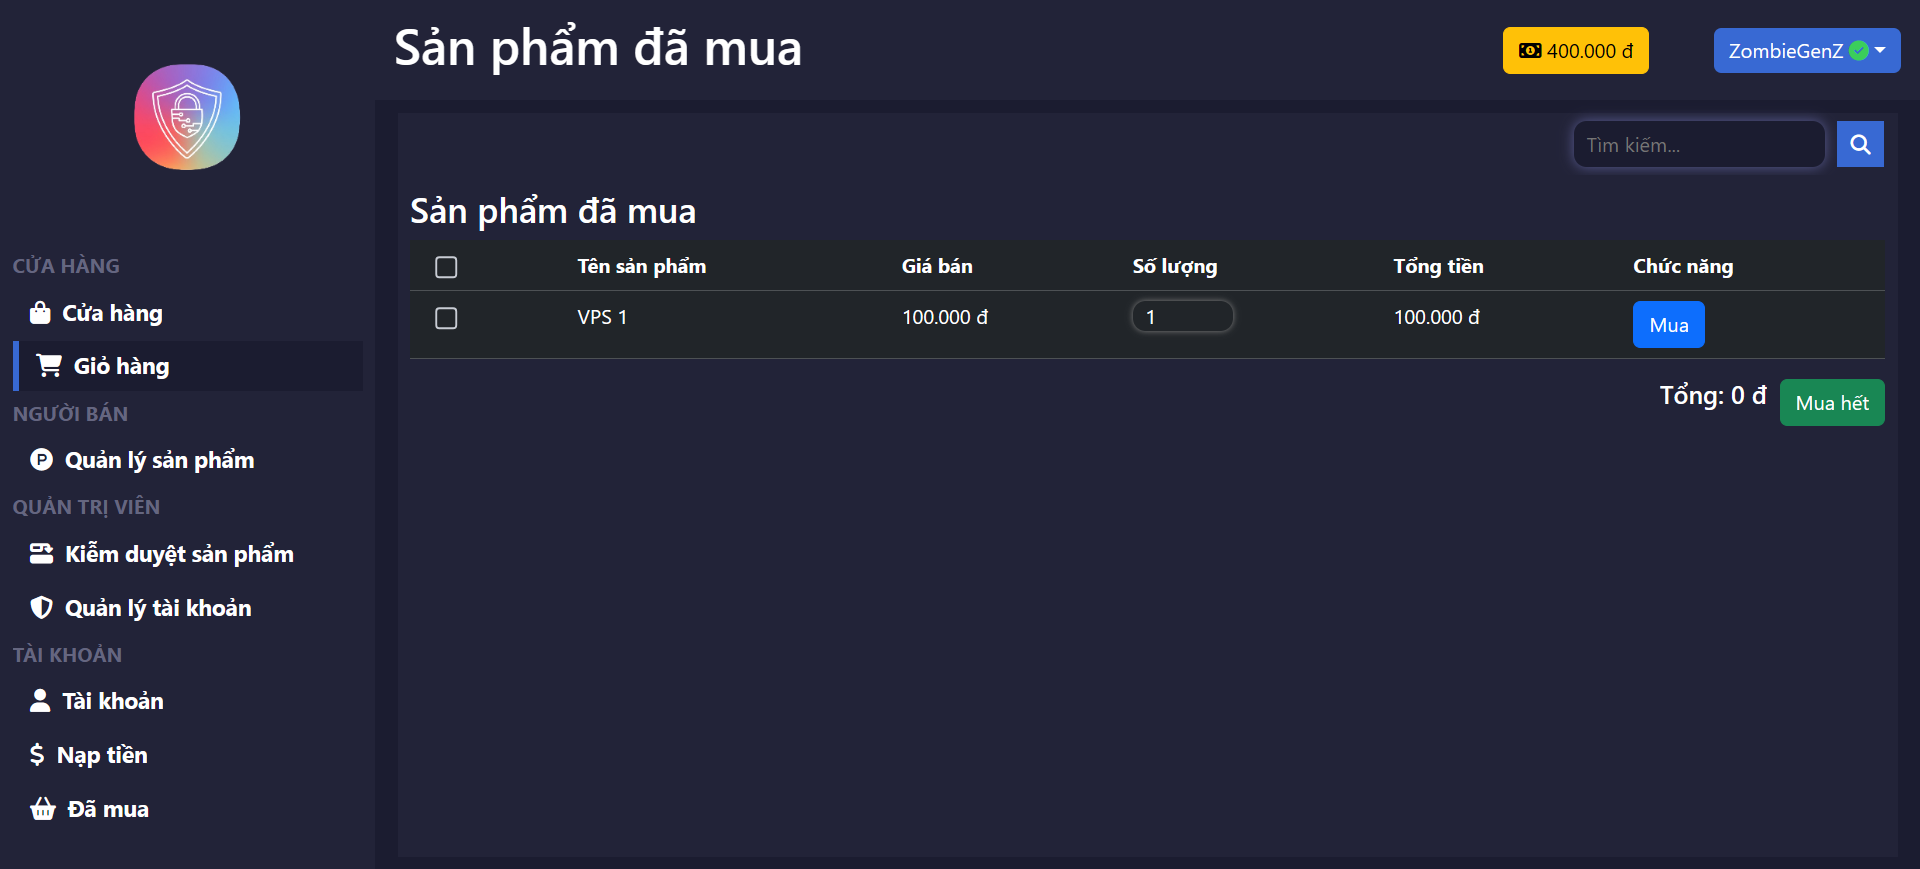 Sản phẩm đã mua
400.000 đ
ZombieGenZ
CỬA HÀNG
Cửa hàng
Giỏ hàng
NGƯỜI BÁN
Quản lý sản phẩm
QUẢN TRỊ VIÊN
Kiểm duyệt sản phẩm
Quản lý tài khoản
TÀI KHOẢN
Tài khoản
Nạp tiền
Đã mua
Tìm kiếm...
Sản phẩm đã mua
Tên sản phẩm Giá bán Số lượng Tổng tiền Chức năng
VPS 1 100.000 đ 1 100.000 đ Mua
Tổng: 0 đ Mua hết